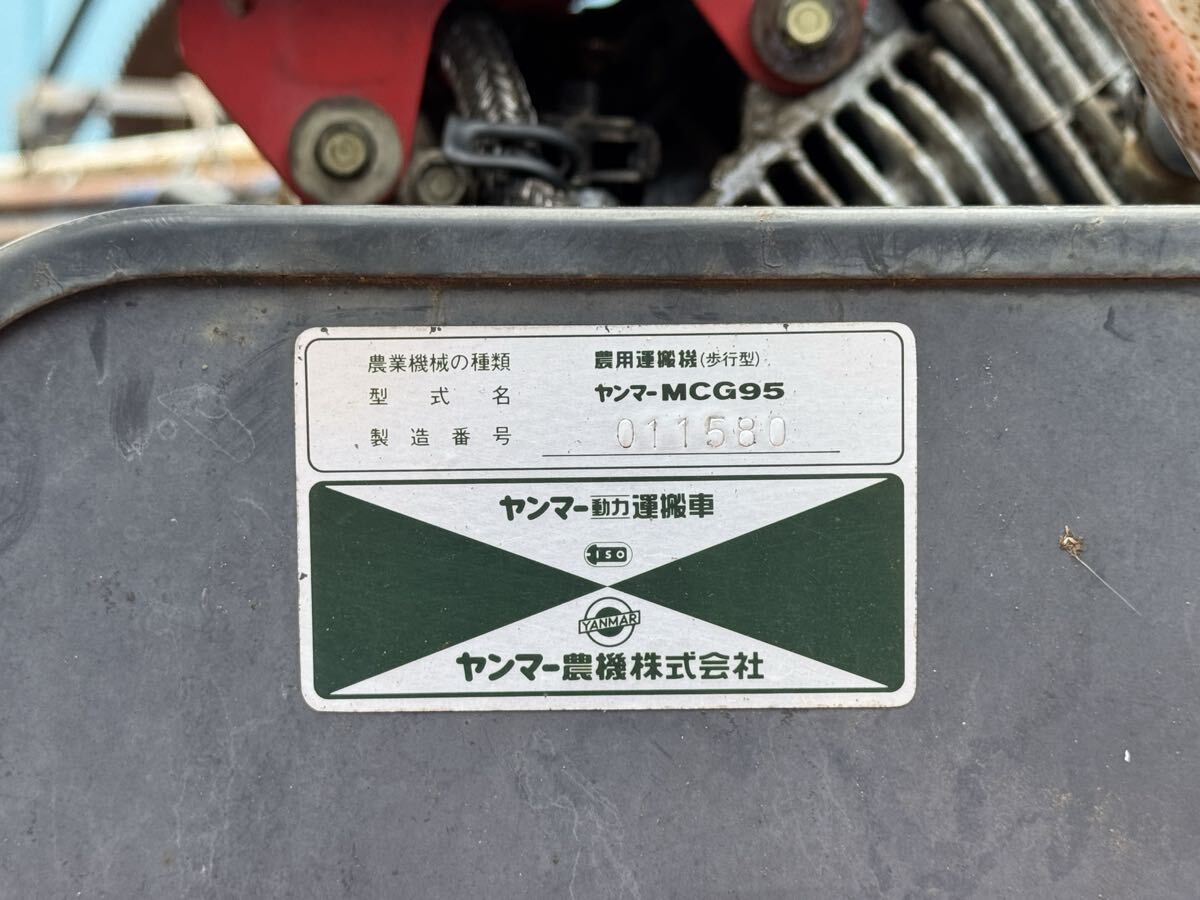 農業機械の種類 農用運搬機(歩行型)
型式名 ヤンマーMCG95
製造番号 011580
ヤンマー動力運搬車
ISO
YANMAR
ヤンマー農機株式会社